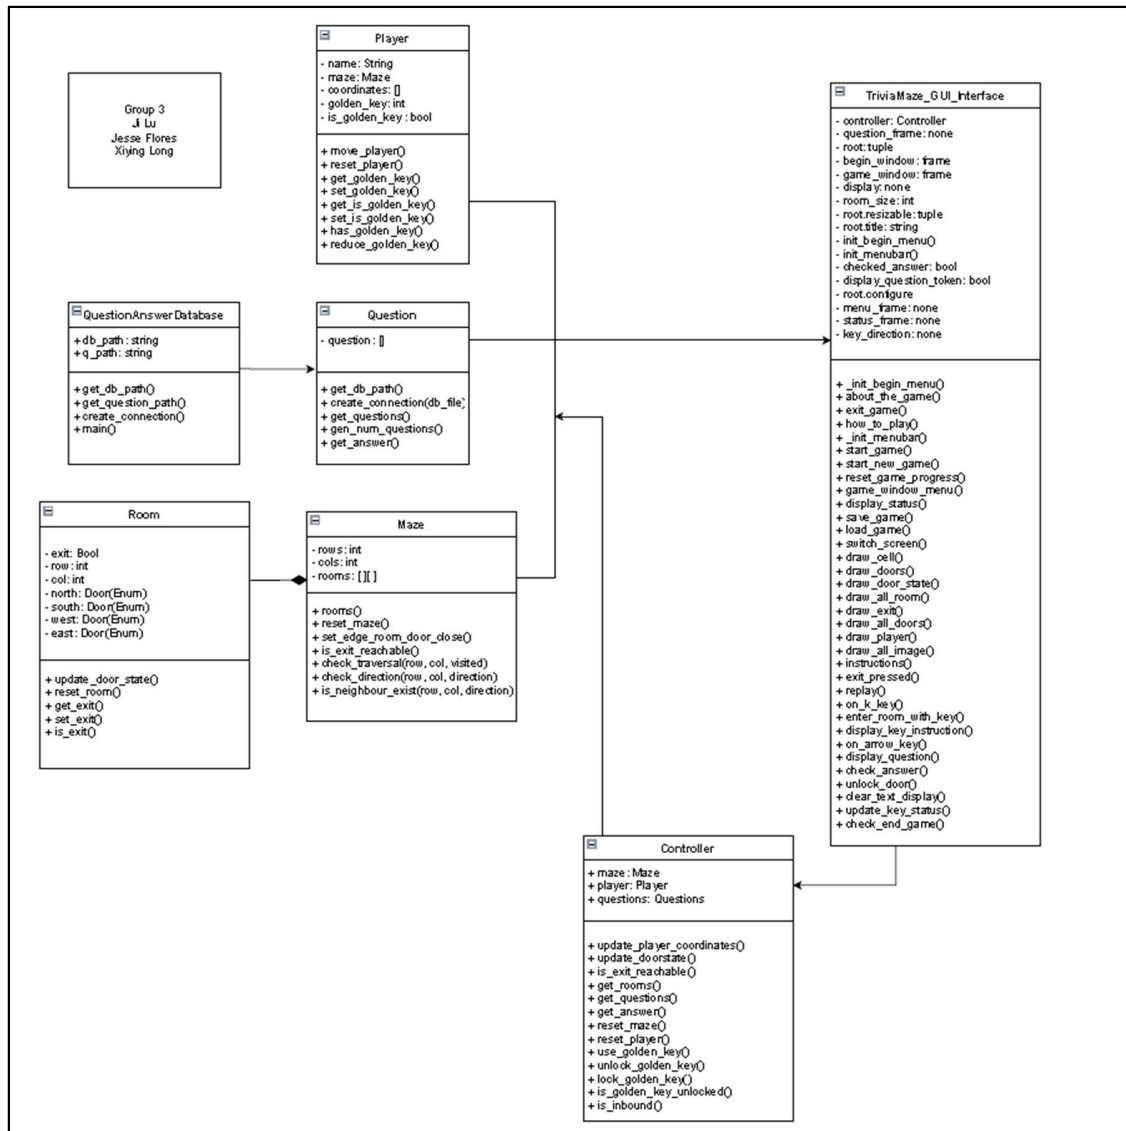 Group 3
Ji Lu
Jesse Flores
Xiying Long
Player
- name: String
- maze: Maze
- coordinates: []
- golden_key: int
- is_golden_key: bool
+ move_player()
+ reset_player()
+ get_golden_key()
+ set_golden_key()
+ get_is_golden_key()
+ set_is_golden_key()
+ has_golden_key()
+ reduce_golden_key()
QuestionAnswerDatabase
+ db_path: string
+ q_path: string
+ get_db_path()
+ get_question_path()
+ create_connection()
+ main()
Question
- question: []
+ get_db_path()
+ create_connection(db_file)
+ get_questions()
+ gen_num_questions()
+ get_answer()
Room
- exit: Bool
- row: int
- col: int
- north: Door(Enum)
- south: Door(Enum)
- west: Door(Enum)
- east: Door(Enum)
+ update_door_state()
+ reset_room()
+ get_exit()
+ set_exit()
+ is_exit()
Maze
- rows: int
- cols: int
- rooms: [][]
+ rooms()
+ reset_maze()
+ set_edge_room_door_close()
+ is_exit_reachable()
+ check_traversal(row, col, visited)
+ check_direction(row, col, direction)
+ is_neighbour_exist(row, col, direction)
TriviaMaze_GUI_Interface
- controller: Controller
- question_frame: none
- root: tuple
- begin_window: frame
- game_window: frame
- display: none
- room_size: int
- root.resizable: tuple
- root.title: string
- init_begin_menu()
- init_menubar()
- checked_answer: bool
- display_question_token: bool
- root.configure
- menu_frame: none
- status_frame: none
- key_direction: none
+ _init_begin_menu()
+ about_the_game()
+ exit_game()
+ how_to_play()
+ _init_menubar()
+ start_game()
+ start_new_game()
+ reset_game_progress()
+ game_window_menu()
+ display_status()
+ save_game()
+ load_game()
+ switch_screen()
+ draw_cell()
+ draw_doors()
+ draw_door_state()
+ draw_all_room()
+ draw_exit()
+ draw_all_doors()
+ draw_player()
+ draw_all_image()
+ instructions()
+ exit_pressed()
+ replay()
+ on_k_key()
+ enter_room_with_key()
+ display_key_instruction()
+ on_arrow_key()
+ display_question()
+ check_answer()
+ unlock_door()
+ clear_text_display()
+ update_key_status()
+ check_end_game()
Controller
+ maze: Maze
+ player: Player
+ questions: Questions
+ update_player_coordinates()
+ update_doorstate()
+ is_exit_reachable()
+ get_rooms()
+ get_questions()
+ get_answer()
+ reset_maze()
+ reset_player()
+ use_golden_key()
+ unlock_golden_key()
+ lock_golden_key()
+ is_golden_key_unlocked()
+ is_inbound()